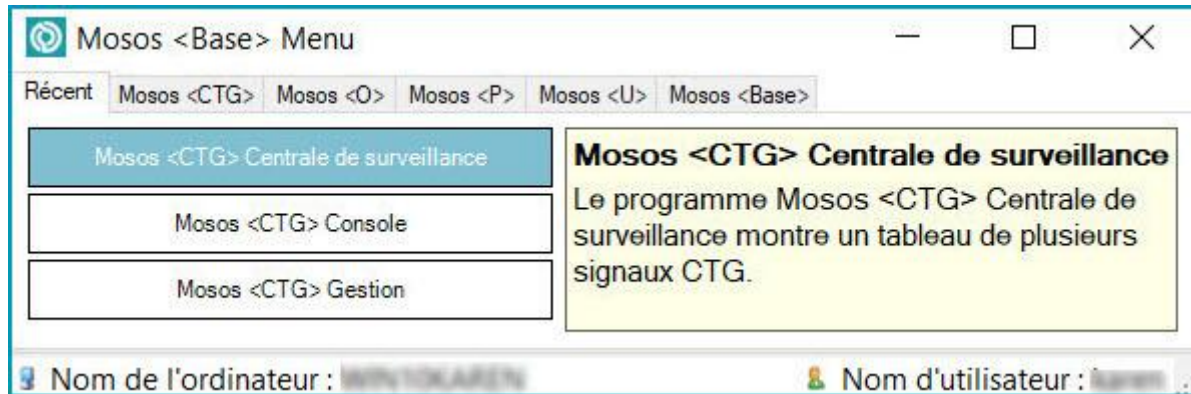 Mosos <Base> Menu
Récent Mosos <CTG> Mosos <O> Mosos <P> Mosos <U> Mosos <Base>
Mosos <CTG> Centrale de surveillance
Mosos <CTG> Console
Mosos <CTG> Gestion
Mosos <CTG> Centrale de surveillance
Le programme Mosos <CTG> Centrale de
surveillance montre un tableau de plusieurs
signaux CTG.
Nom de l'ordinateur :
Nom d'utilisateur :